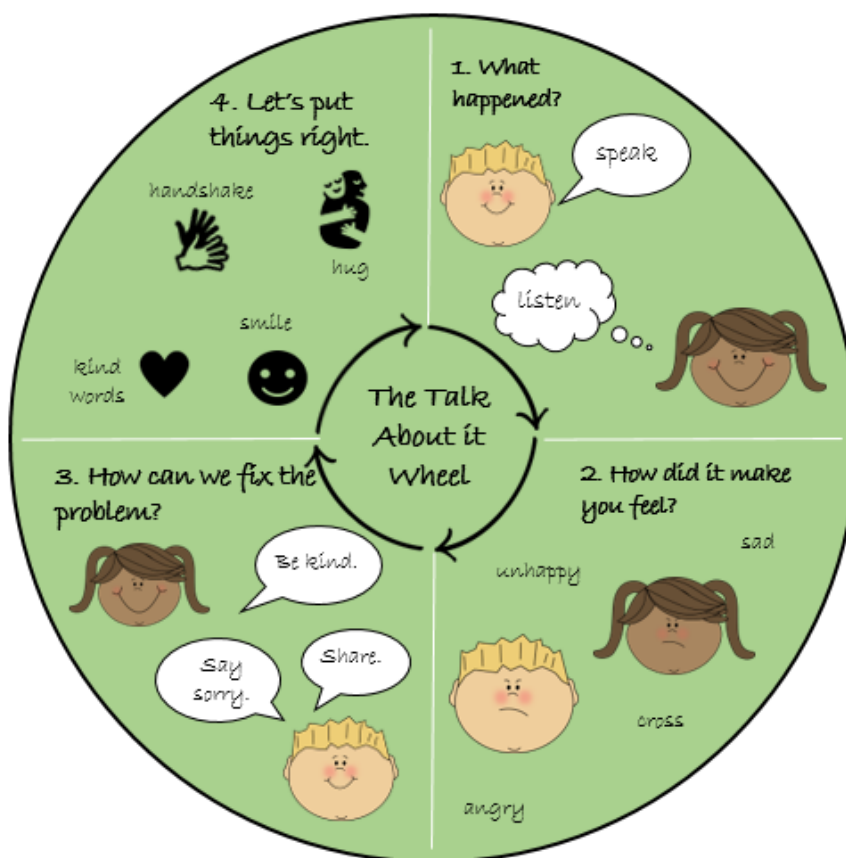 1. What
happened?
speak
listen
2. How did it make
you feel?
sad
unhappy
cross
angry
3. How can we fix the
problem?
Be kind.
Share.
Say
sorry.
4. Let's put
things right.
handshake
hug
smile
kind
words
The Talk
About it
Wheel